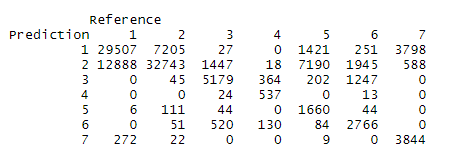 Reference
Prediction 1 2 3 4 5 6 7
1 29507 7205 27 0 1421 251 3798
2 12888 32743 1447 18 7190 1945 588
3 0 45 5179 364 202 1247 0
4 0 0 24 537 0 13 0
5 6 111 44 0 1660 44 0
6 0 51 520 130 84 2766 0
7 272 22 0 0 9 0 3844